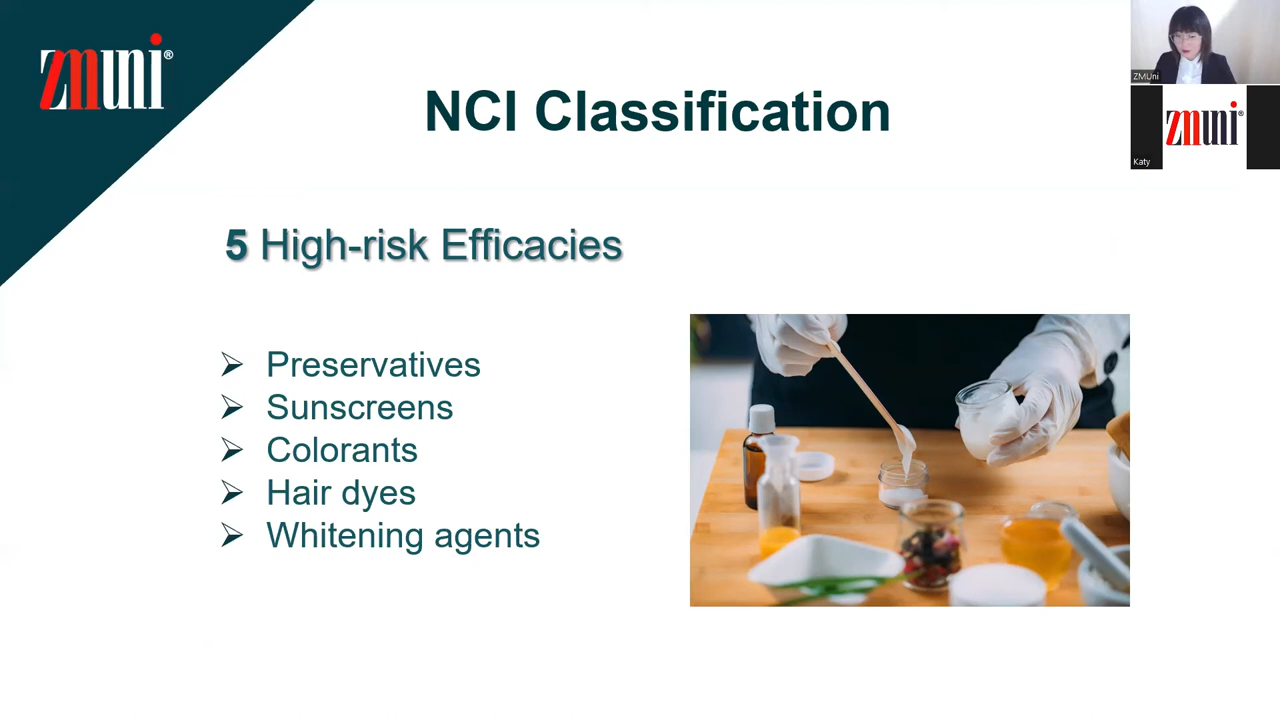 zmuni®
NCI Classification
ZMUni
zmuni®
Katy
5 High-risk Efficacies
➢ Preservatives
➢ Sunscreens
➢ Colorants
➢ Hair dyes
➢ Whitening agents